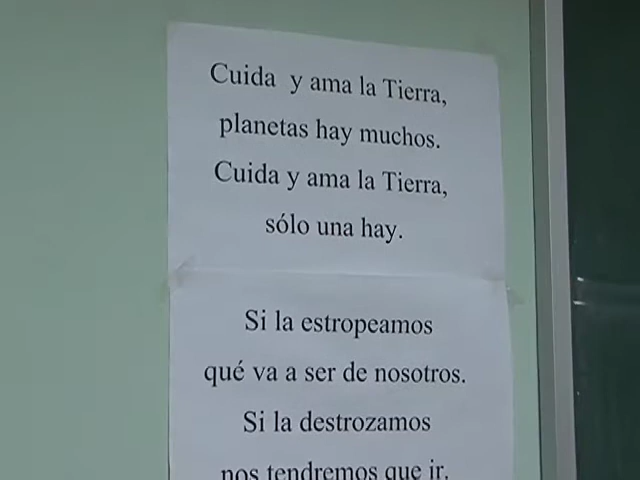 Cuida y ama la Tierra,
planetas hay muchos.
Cuida y ama la Tierra,
sólo una hay.
Si la estropeamos
qué va a ser de nosotros.
Si la destrozamos
nos tendremos que ir.